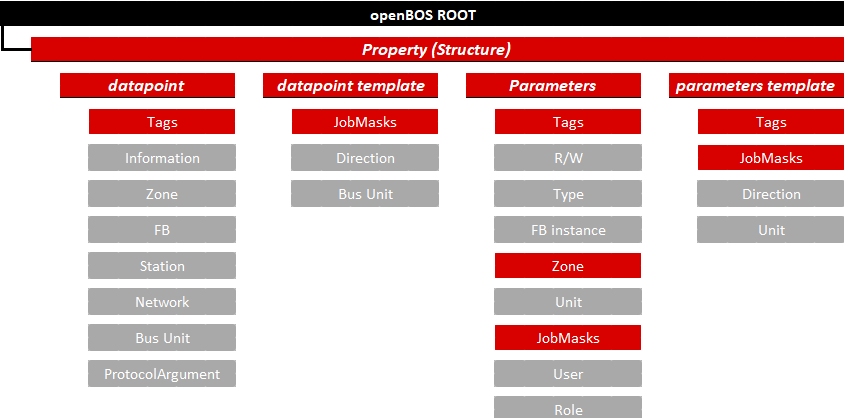 openBOS ROOT
Property (Structure)
datapoint
Tags
Information
Zone
FB
Station
Network
Bus Unit
ProtocolArgument
datapoint template
JobMasks
Direction
Bus Unit
Parameters
Tags
R/W
Type
FB instance
Zone
Unit
JobMasks
User
Role
parameters template
Tags
JobMasks
Direction
Unit